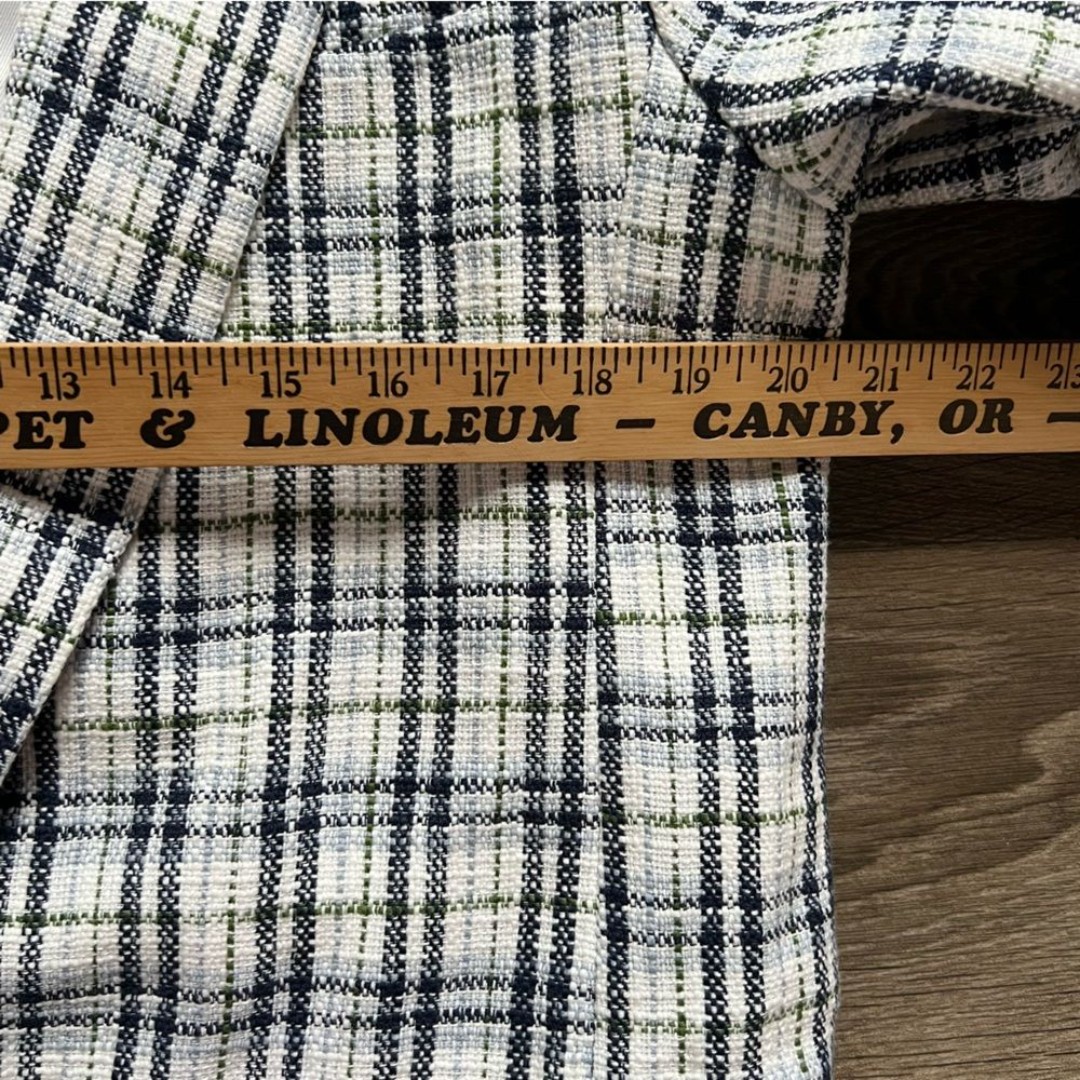 13 14 15 16 17 18 19 20 21 22 23
PET & LINOLEUM – CANBY, OR –